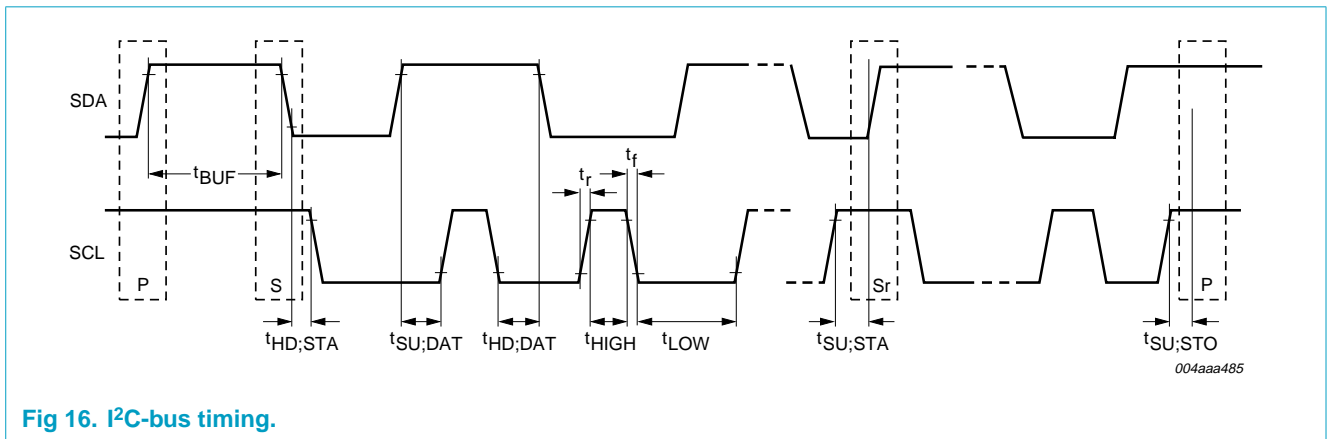 SDA
tBUF
tr
tf
SCL
P
S
Sr
P
tHD;STA
tSU;DAT
tHD;DAT
tHIGH
tLOW
tSU;STA
tSU;STO
004aaa485
Fig 16. I²C-bus timing.